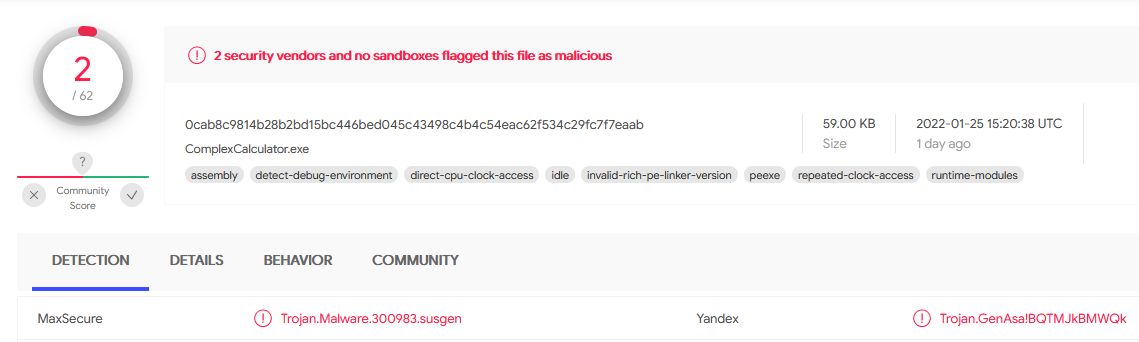 2
/ 62
?
Community
Score
2 security vendors and no sandboxes flagged this file as malicious
0cab8c9814b28b2bd15bc446bed045c43498c4b4c54eac62f534c29fc7f7eaab
ComplexCalculator.exe
59.00 KB
Size
2022-01-25 15:20:38 UTC
1 day ago
assembly detect-debug-environment direct-cpu-clock-access idle invalid-rich-pe-linker-version peexe repeated-clock-access runtime-modules
DETECTION DETAILS BEHAVIOR COMMUNITY
MaxSecure Trojan.Malware.300983.susgen Yandex Trojan.GenAsa!BQTMJkBMWQk